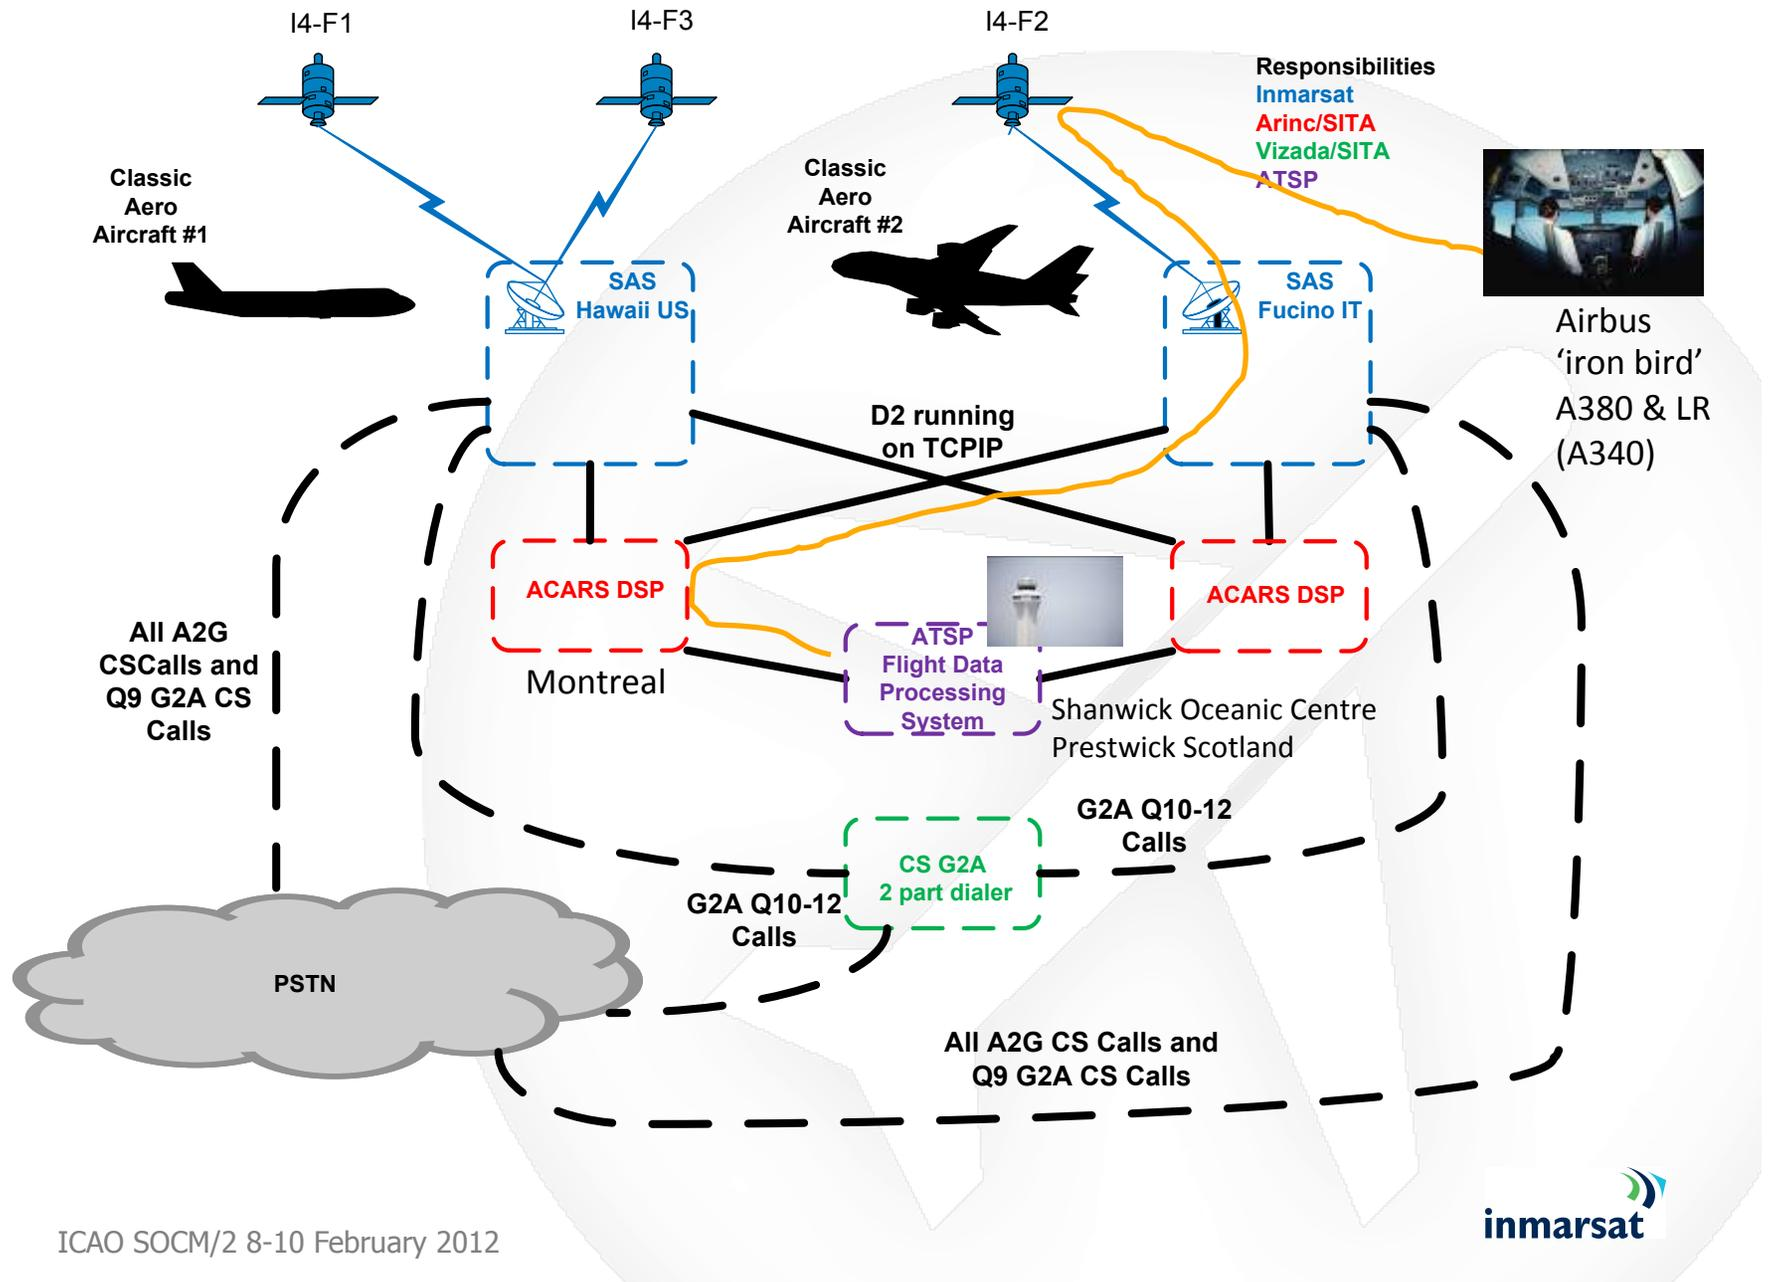 I4-F1
I4-F3
I4-F2
Responsibilities
Inmarsat
Arinc/SITA
Vizada/SITA
ATSP
Classic
Aero
Aircraft #1
Classic
Aero
Aircraft #2
SAS
Hawaii US
SAS
Fucino IT
Airbus
‘iron bird’
A380 & LR
(A340)
D2 running
on TCPIP
ACARS DSP
ACARS DSP
Montreal
ATSP
Flight Data
Processing
System
Shanwick Oceanic Centre
Prestwick Scotland
All A2G
CSCalls and
Q9 G2A CS
Calls
G2A Q10-12
Calls
CS G2A
2 part dialer
G2A Q10-12
Calls
PSTN
All A2G CS Calls and
Q9 G2A CS Calls
inmarsat
ICAO SOCM/2 8-10 February 2012